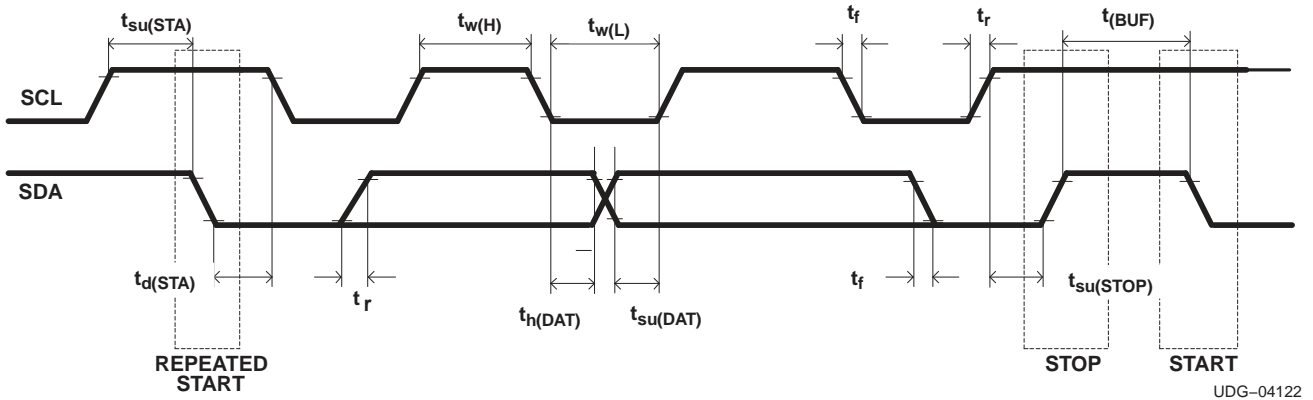 tsu(STA)
tw(H)
tw(L)
tf
tr
t(BUF)
SCL
SDA
td(STA)
tr
th(DAT)
tsu(DAT)
tf
tsu(STOP)
REPEATED
START
STOP
START
UDG–04122